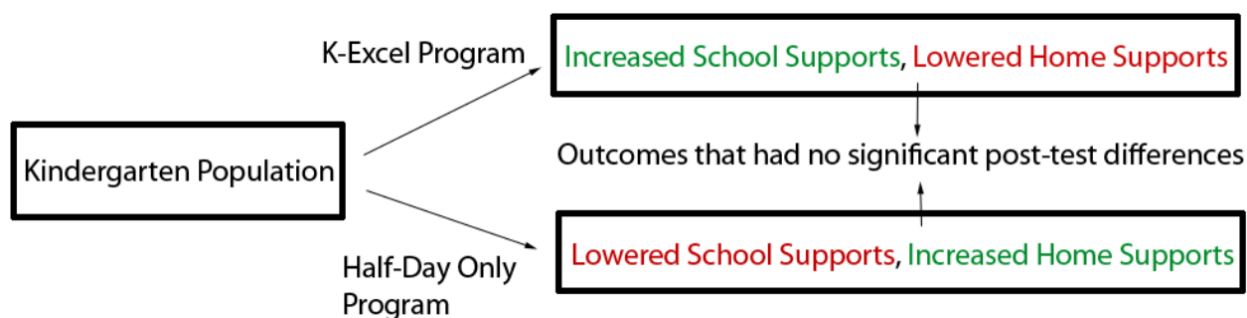 K-Excel Program
Increased School Supports, Lowered Home Supports
Kindergarten Population
Outcomes that had no significant post-test differences
Half-Day Only
Program
Lowered School Supports, Increased Home Supports